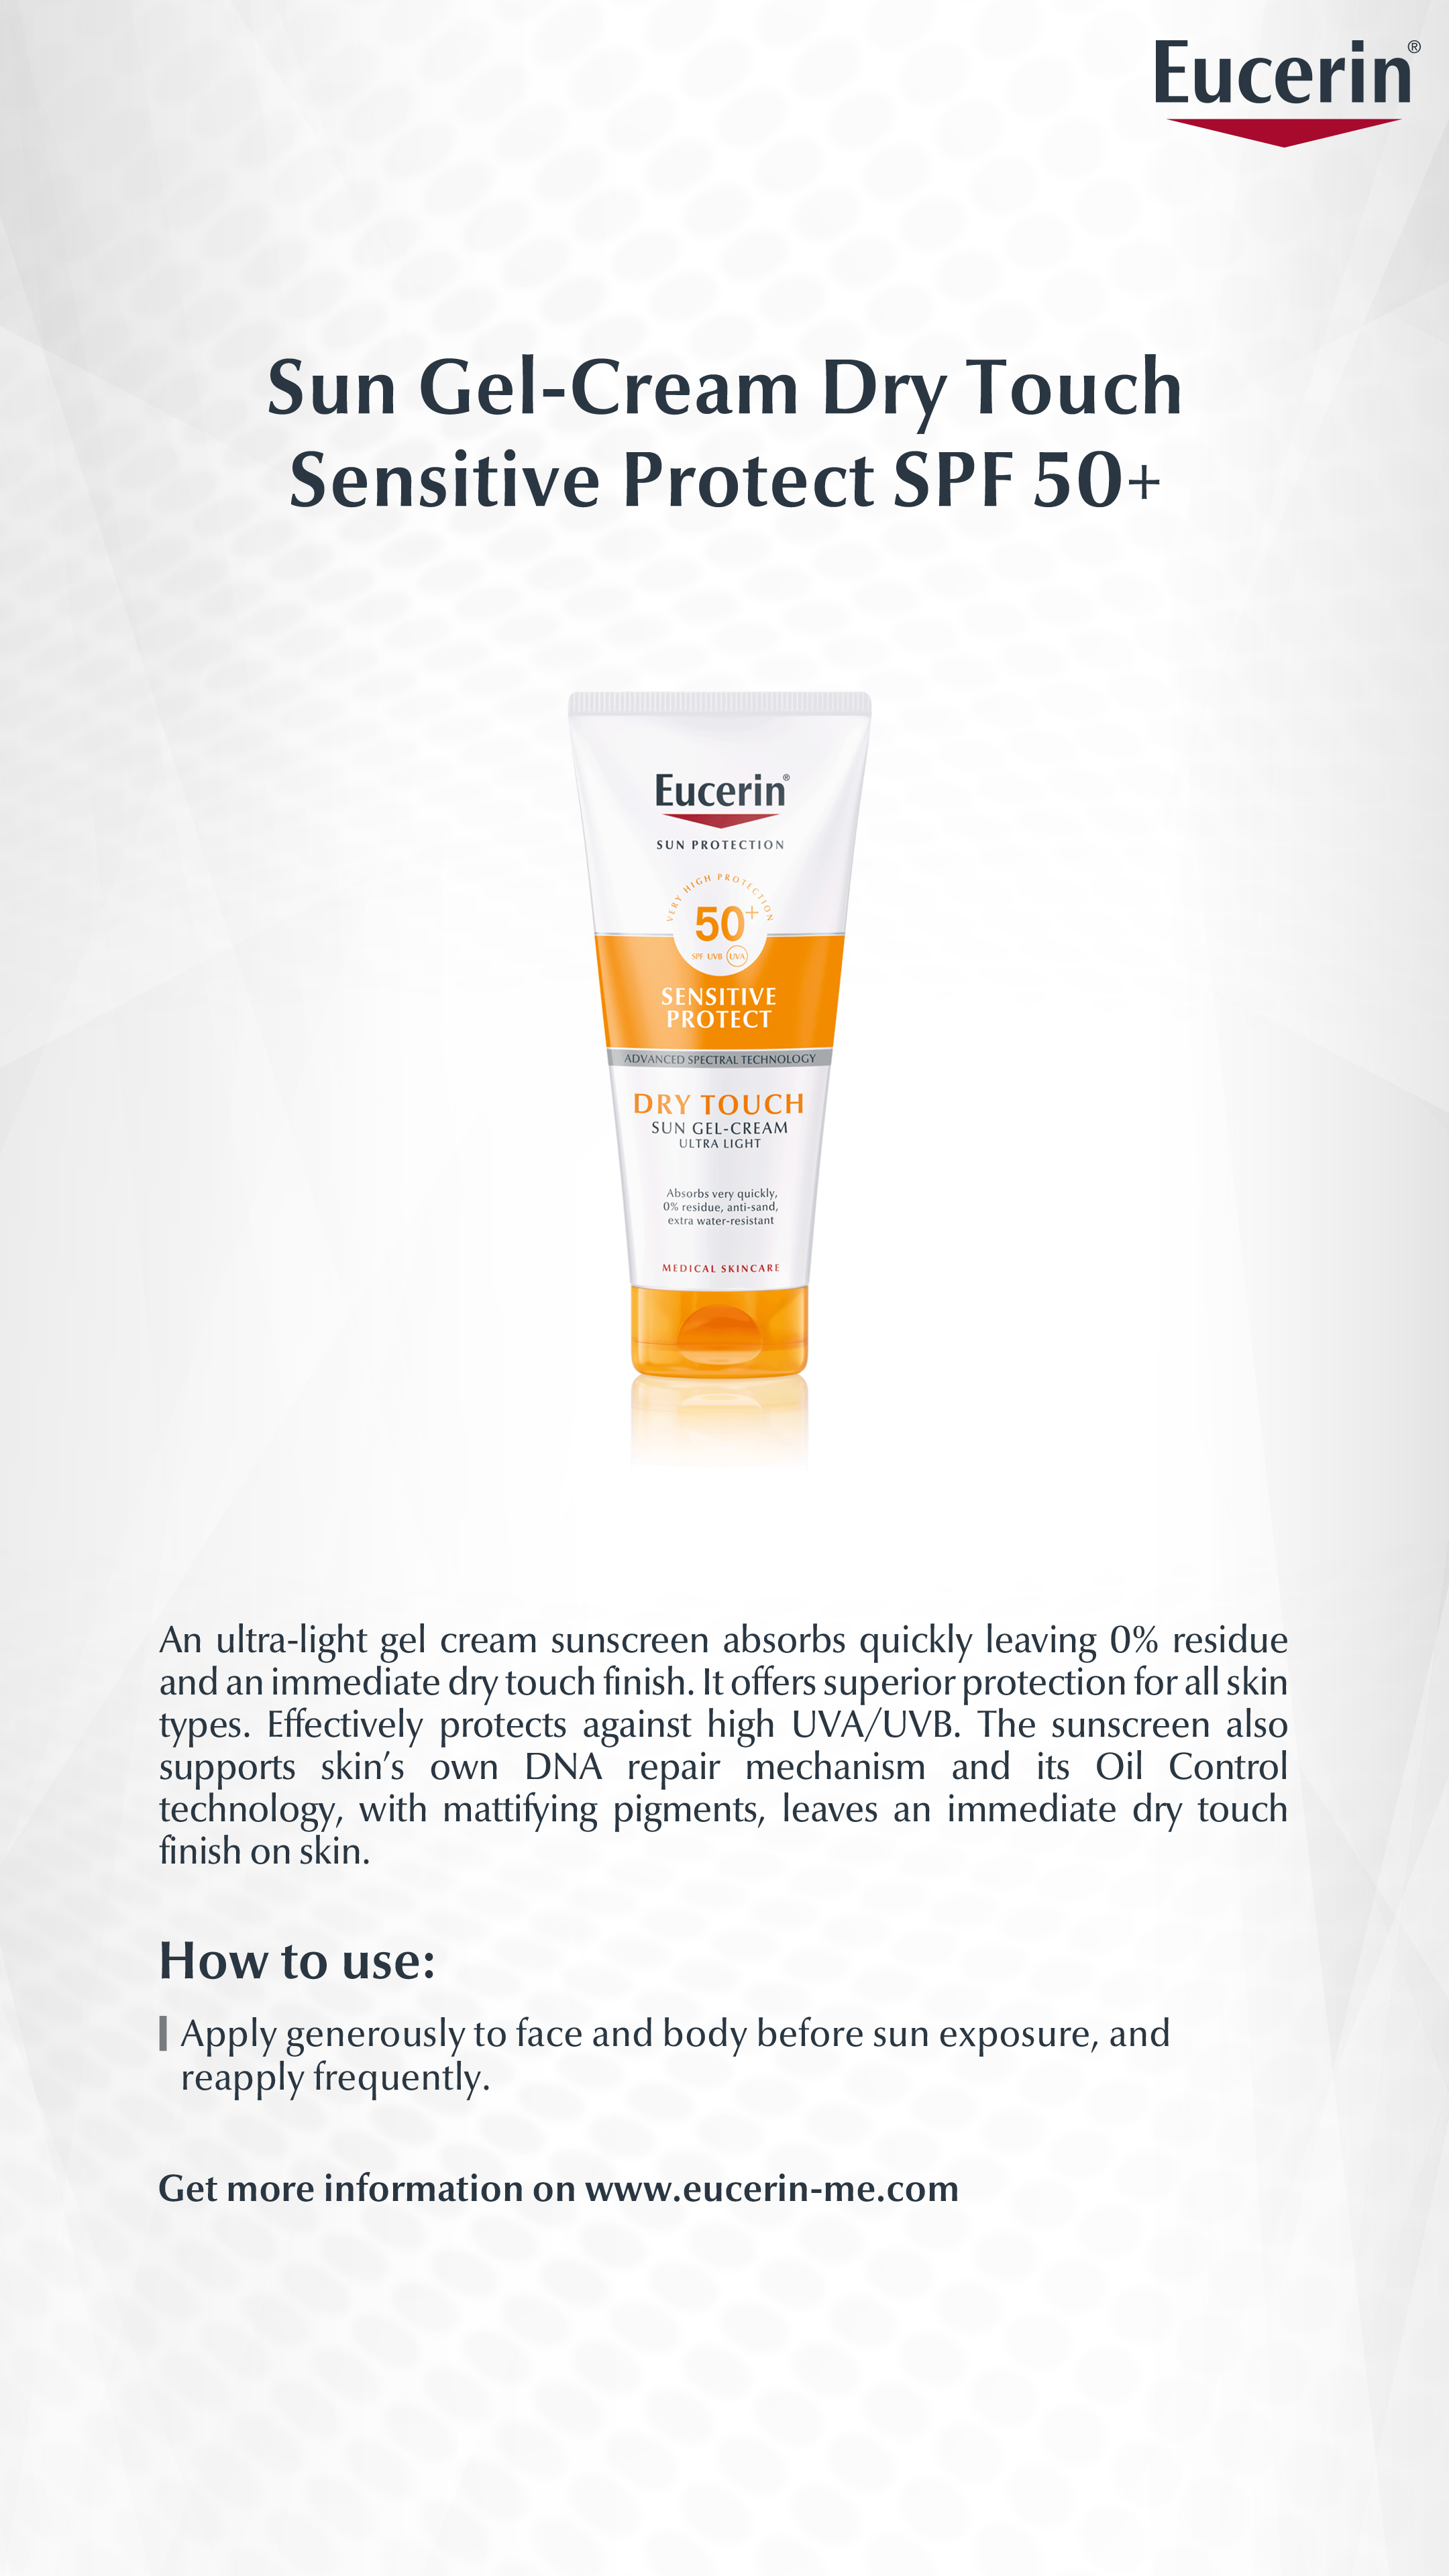 Eucerin®
Sun Gel-Cream Dry Touch
Sensitive Protect SPF 50+
Eucerin®
SUN PROTECTION
VERY HIGH PROTECTION
50+
SPF UVB UVA
SENSITIVE
PROTECT
ADVANCED SPECTRAL TECHNOLOGY
DRY TOUCH
SUN GEL-CREAM
ULTRA LIGHT
Absorbs very quickly,
0% residue, anti-sand,
extra water-resistant
MEDICAL SKINCARE
An ultra-light gel cream sunscreen absorbs quickly leaving 0% residue
and an immediate dry touch finish. It offers superior protection for all skin
types. Effectively protects against high UVA/UVB. The sunscreen also
supports skin’s own DNA repair mechanism and its Oil Control
technology, with mattifying pigments, leaves an immediate dry touch
finish on skin.
How to use:
Apply generously to face and body before sun exposure, and
reapply frequently.
Get more information on www.eucerin-me.com